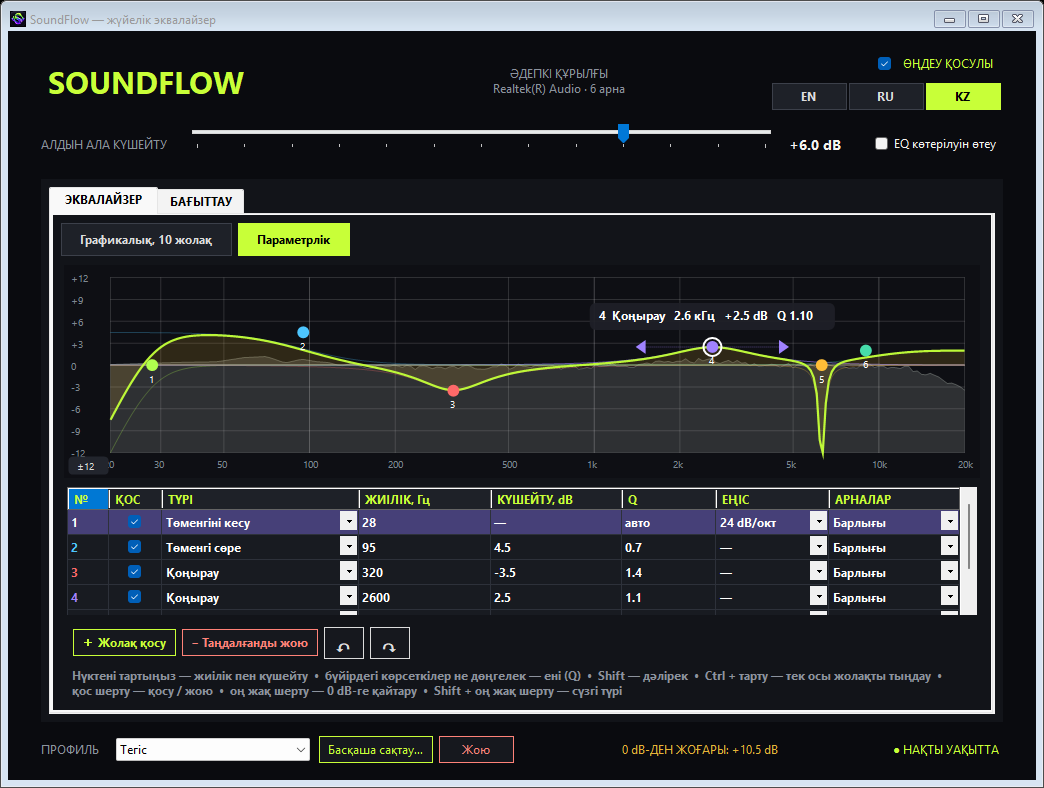 SoundFlow — жүйелік эквалайзер
SOUNDFLOW
ӘДЕПКІ ҚҰРЫЛҒЫ
Realtek(R) Audio · 6 арна
ӨҢДЕУ ҚОСУЛЫ
EN RU KZ
АЛДЫН АЛА КҮШЕЙТУ
+6.0 dB
EQ көтерілуін өтеу
ЭКВАЛАЙЗЕР БАҒЫТТАУ
Графикалық, 10 жолақ Параметрлік
+12
+9
+6
+3
0
-3
-6
-9
-12
4 Қоңырау 2.6 кГц +2.5 dB Q 1.10
1 2 3 4 5 6
±12
0 30 50 100 200 500 1k 2k 5k 10k 20k
№ ҚОС ТҮРІ ЖИІЛІК, Гц КҮШЕЙТУ, dB Q ЕҢІС АРНАЛАР
1 Төменгіні кесу 28 — авто 24 dB/окт Барлығы
2 Төменгі сөре 95 4.5 0.7 — Барлығы
3 Қоңырау 320 -3.5 1.4 — Барлығы
4 Қоңырау 2600 2.5 1.1 — Барлығы
+ Жолақ қосу − Таңдалғанды жою ↶ ↷
Нүктені тартыңыз — жиілік пен күшейту • бүйірдегі көрсеткілер не дөңгелек — ені (Q) • Shift — дәлірек • Ctrl + тарту — тек осы жолақты тыңдау •
қос шерту — қосу / жою • оң жақ шерту — 0 dB-ге қайтару • Shift + оң жақ шерту — сүзгі түрі
ПРОФИЛЬ Тегіс Басқаша сақтау... Жою
0 dB-ДЕН ЖОҒАРЫ: +10.5 dB
● НАҚТЫ УАҚЫТТА